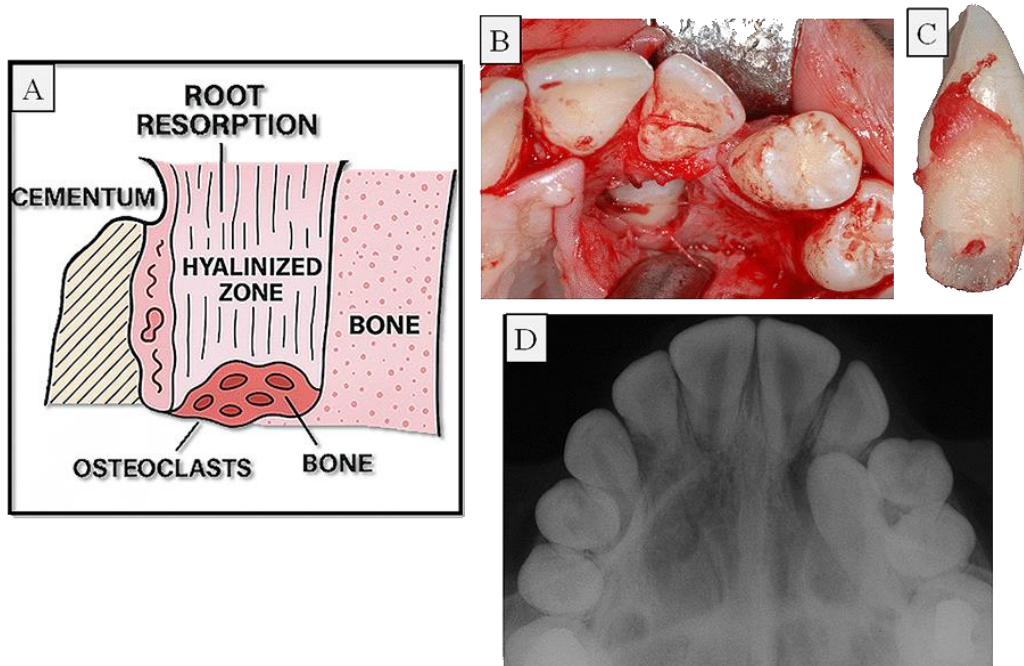 A
ROOT
RESORPTION
CEMENTUM
HYALINIZED
ZONE
BONE
OSTEOCLASTS
BONE
B
C
D